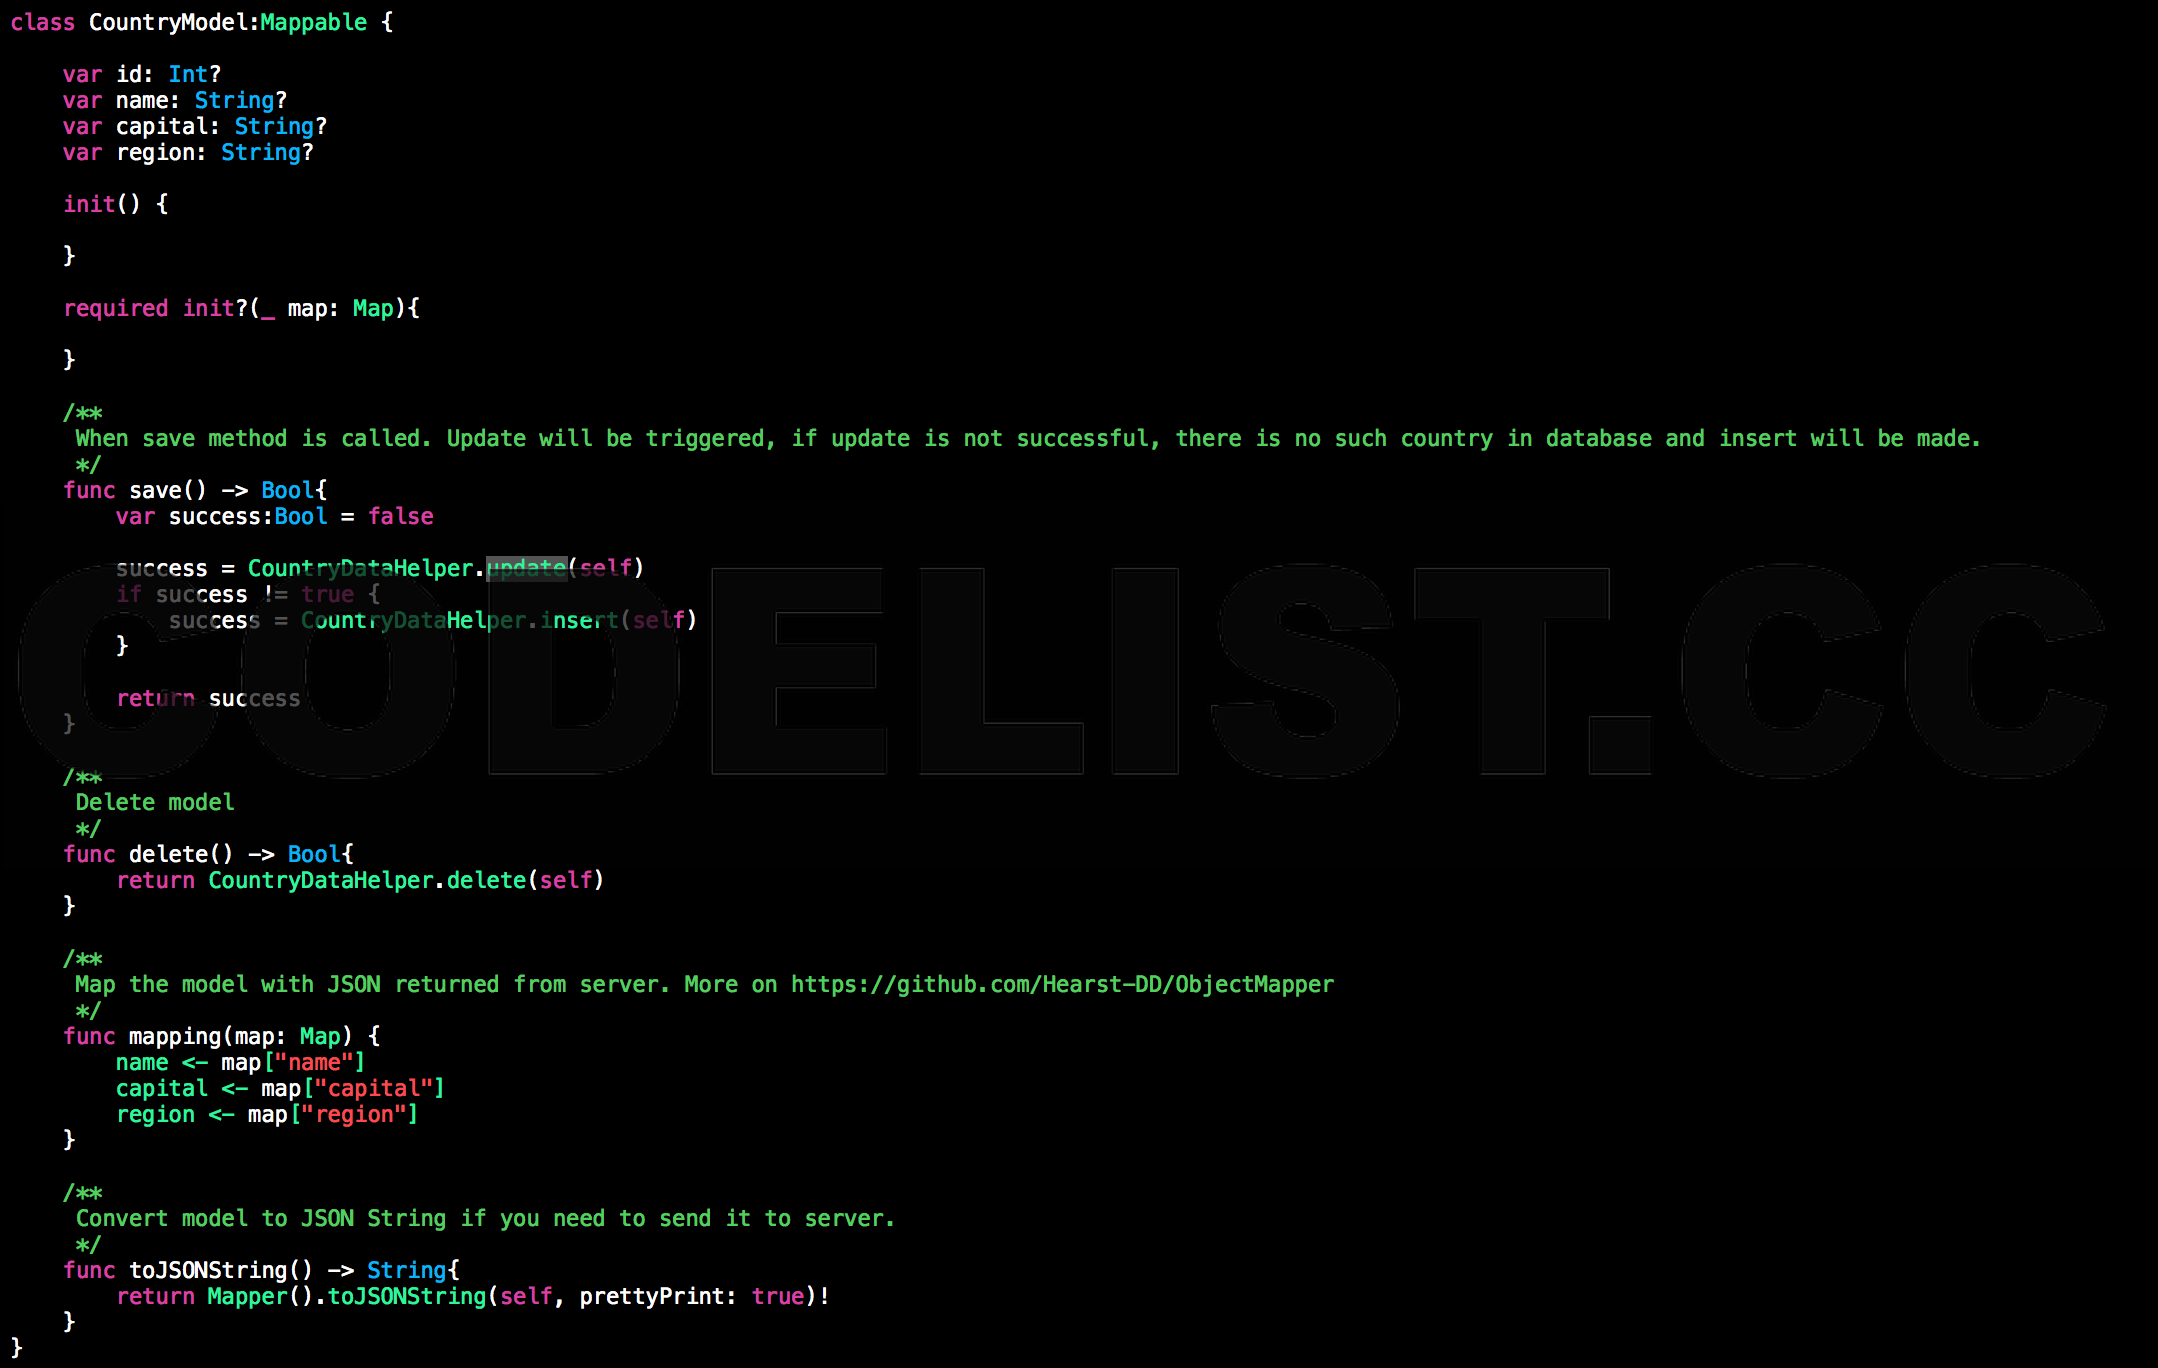 class CountryModel:Mappable {
var id: Int?
var name: String?
var capital: String?
var region: String?
init() {
}
required init?(_ map: Map){
}
/**
When save method is called. Update will be triggered, if update is not successful, there is no such country in database and insert will be made.
*/
func save() -> Bool{
var success:Bool = false
success = CountryDataHelper.update(self)
if success != true {
success = CountryDataHelper.insert(self)
}
return success
}
CODELIST.CC
/**
Delete model
*/
func delete() -> Bool{
return CountryDataHelper.delete(self)
}
/**
Map the model with JSON returned from server. More on https://github.com/Hearst-DD/ObjectMapper
*/
func mapping(map: Map) {
name <- map["name"]
capital <- map["capital"]
region <- map["region"]
}
/**
Convert model to JSON String if you need to send it to server.
*/
func toJSONString() -> String{
return Mapper().toJSONString(self, prettyPrint: true)!
}
}